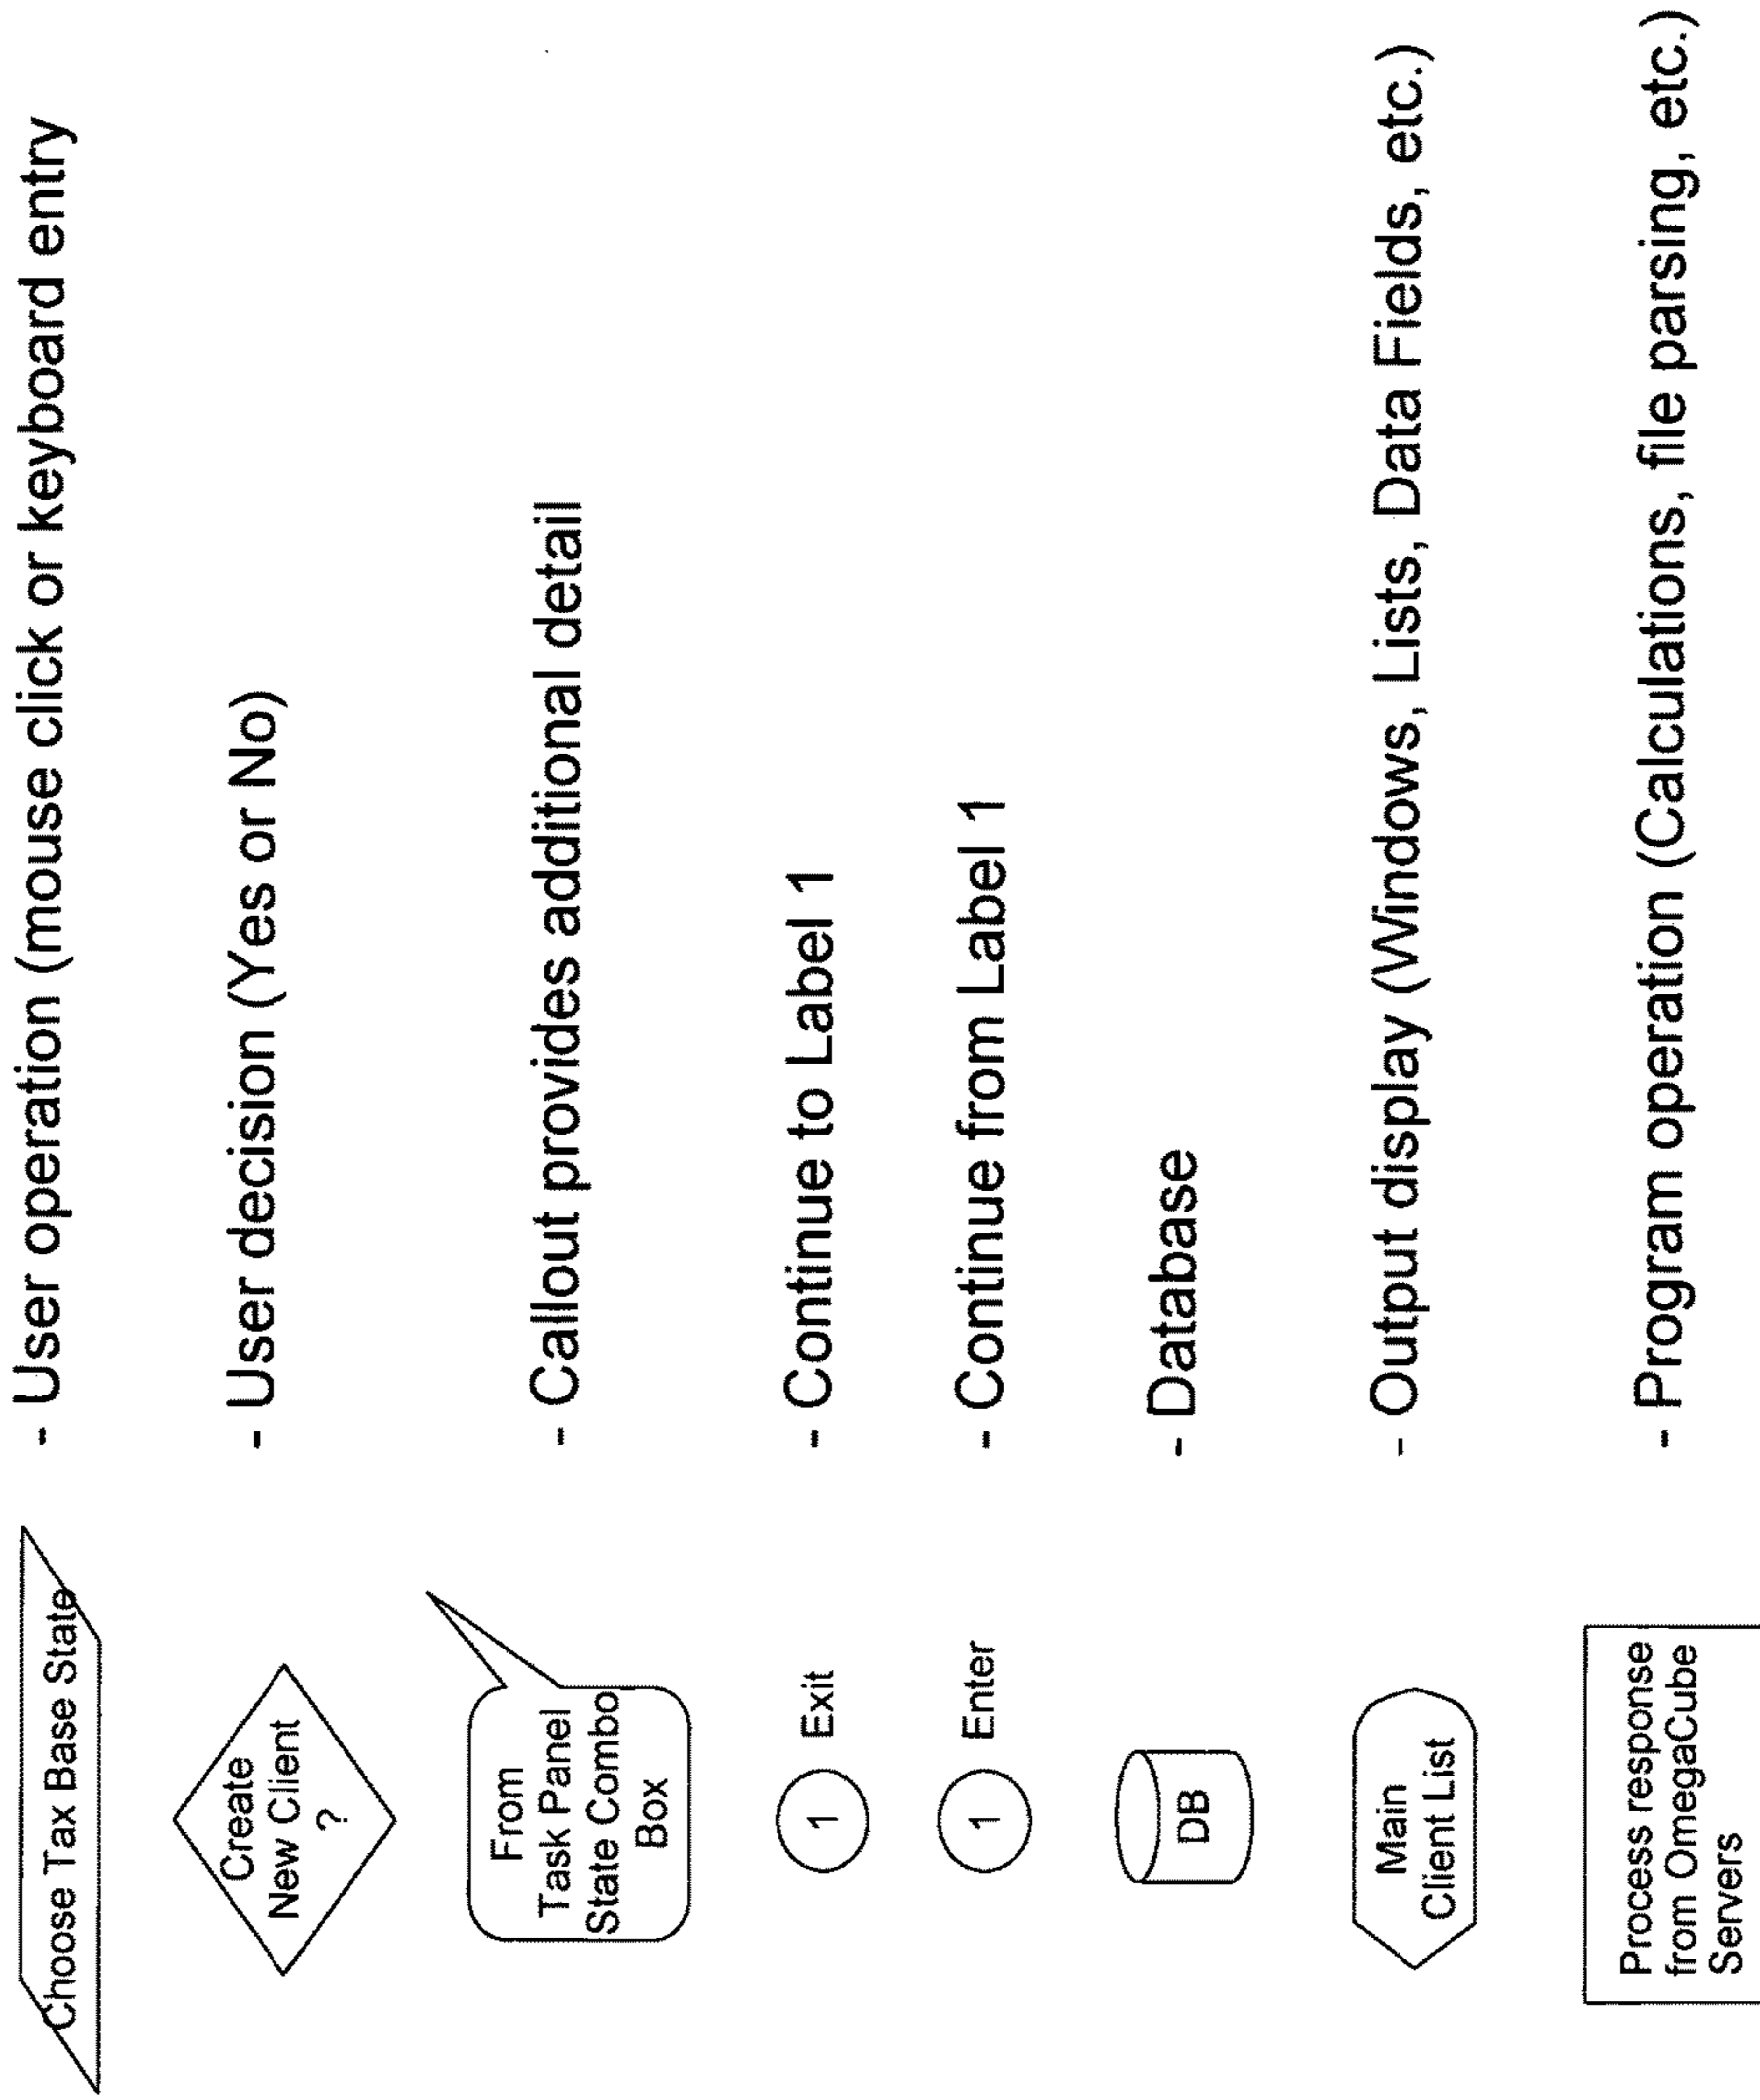 Choose Tax Base State
- User operation (mouse click or keyboard entry
Create
New Client
?
- User decision (Yes or No)
From
Task Panel
State Combo
Box
- Callout provides additional detail
1 Exit
- Continue to Label 1
1 Enter
- Continue from Label 1
DB
- Database
Main
Client List
- Output display (Windows, Lists, Data Fields, etc.)
Process response
from OmegaCube
Servers
- Program operation (Calculations, file parsing, etc.)